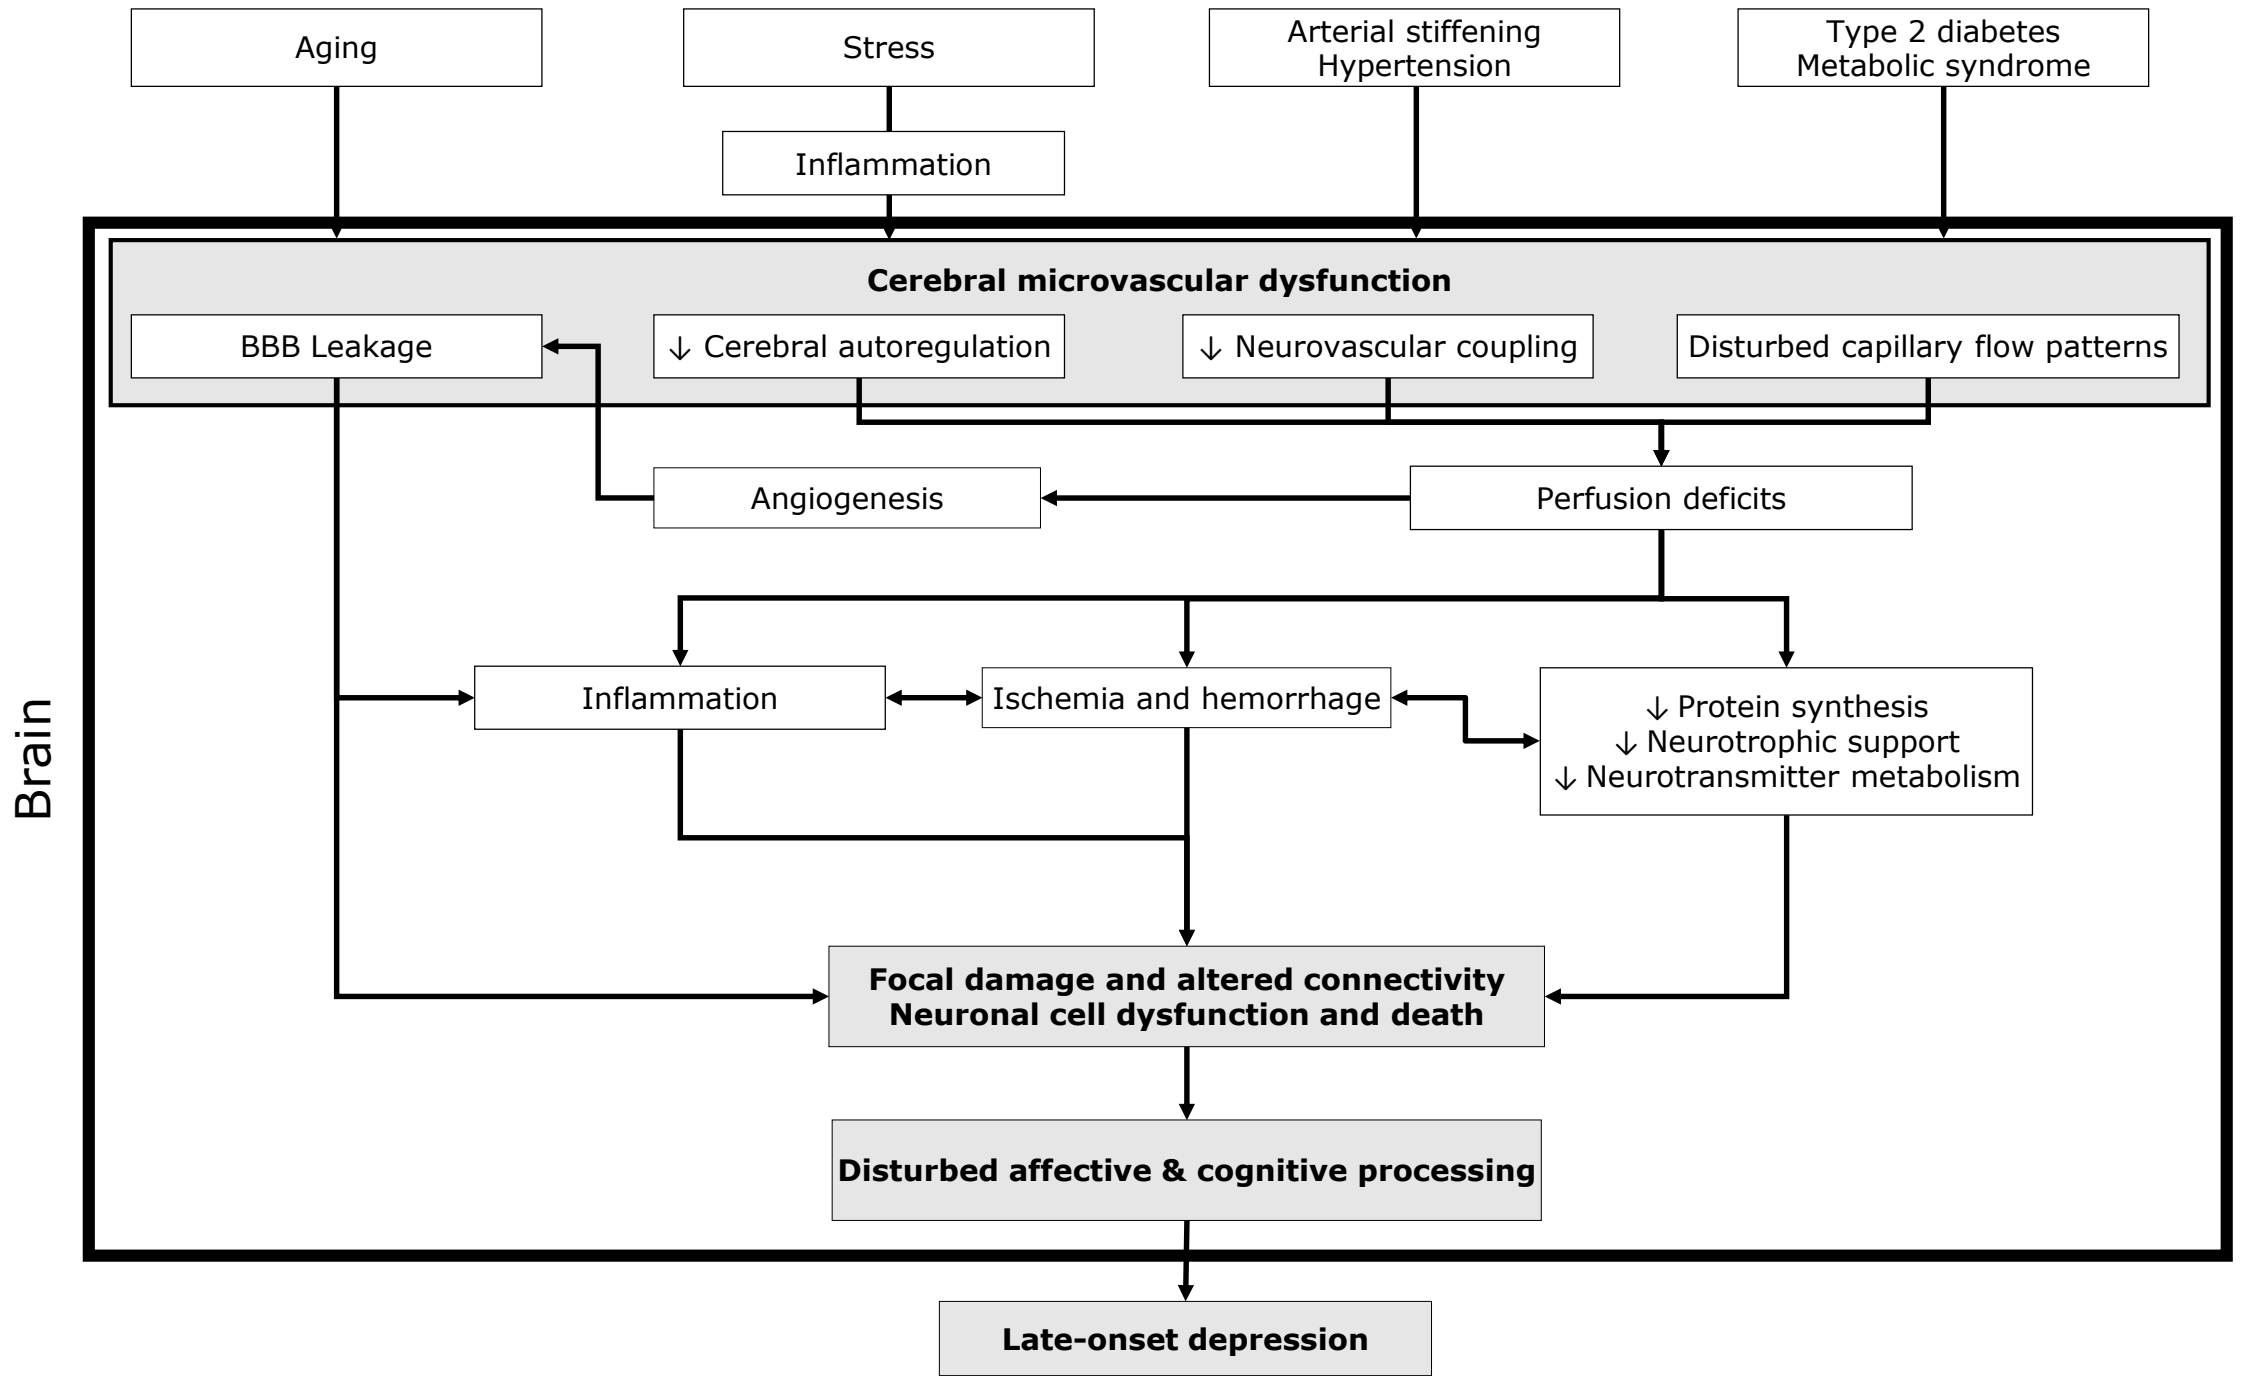 Aging
Stress
Arterial stiffening
Hypertension
Type 2 diabetes
Metabolic syndrome
Inflammation
Cerebral microvascular dysfunction
BBB Leakage
↓ Cerebral autoregulation
↓ Neurovascular coupling
Disturbed capillary flow patterns
Angiogenesis
Perfusion deficits
Brain
Inflammation
Ischemia and hemorrhage
↓ Protein synthesis
↓ Neurotrophic support
↓ Neurotransmitter metabolism
Focal damage and altered connectivity
Neuronal cell dysfunction and death
Disturbed affective & cognitive processing
Late-onset depression